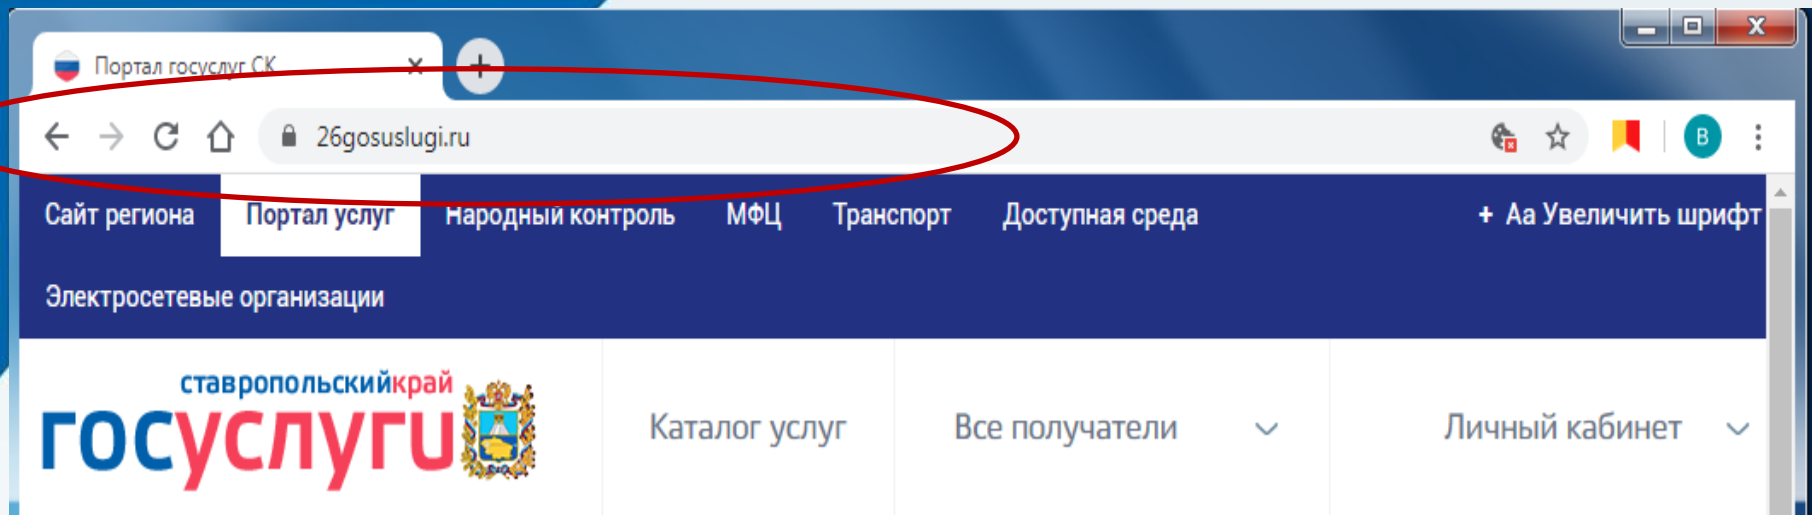 Портал госуслуг СК
26gosuslugi.ru
B
Сайт региона Портал услуг Народный контроль МФЦ Транспорт Доступная среда + Aa Увеличить шрифт
Электросетевые организации
ставропольскийкрай
госуслуги
Каталог услуг Все получатели Личный кабинет